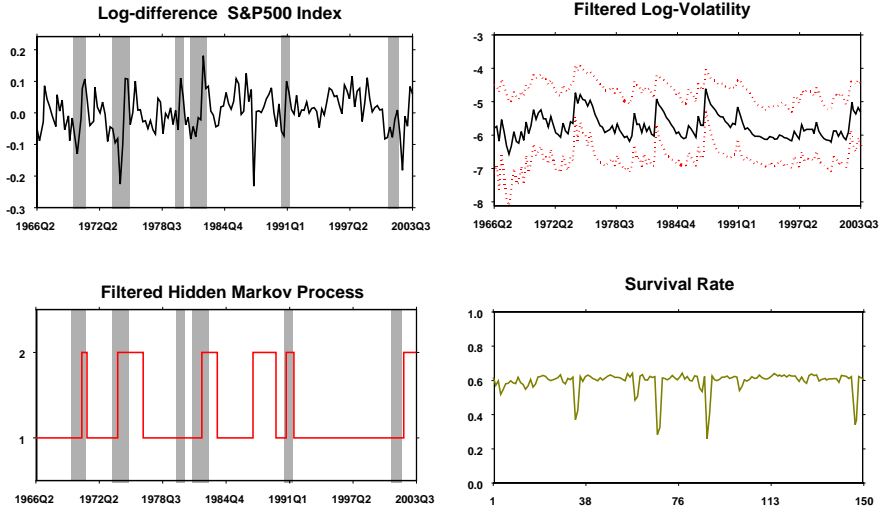 Log-difference S&P500 Index
0.2
0.1
0.0
-0.1
-0.2
-0.3
1966Q2 1972Q2 1978Q3 1984Q4 1991Q1 1997Q2 2003Q3
Filtered Log-Volatility
-3
-4
-5
-6
-7
-8
1966Q2 1972Q2 1978Q3 1984Q4 1991Q1 1997Q2 2003Q3
Filtered Hidden Markov Process
2
1
1966Q2 1972Q2 1978Q3 1984Q4 1991Q1 1997Q2 2003Q3
Survival Rate
1.0
0.8
0.6
0.4
0.2
0.0
1 38 76 113 150